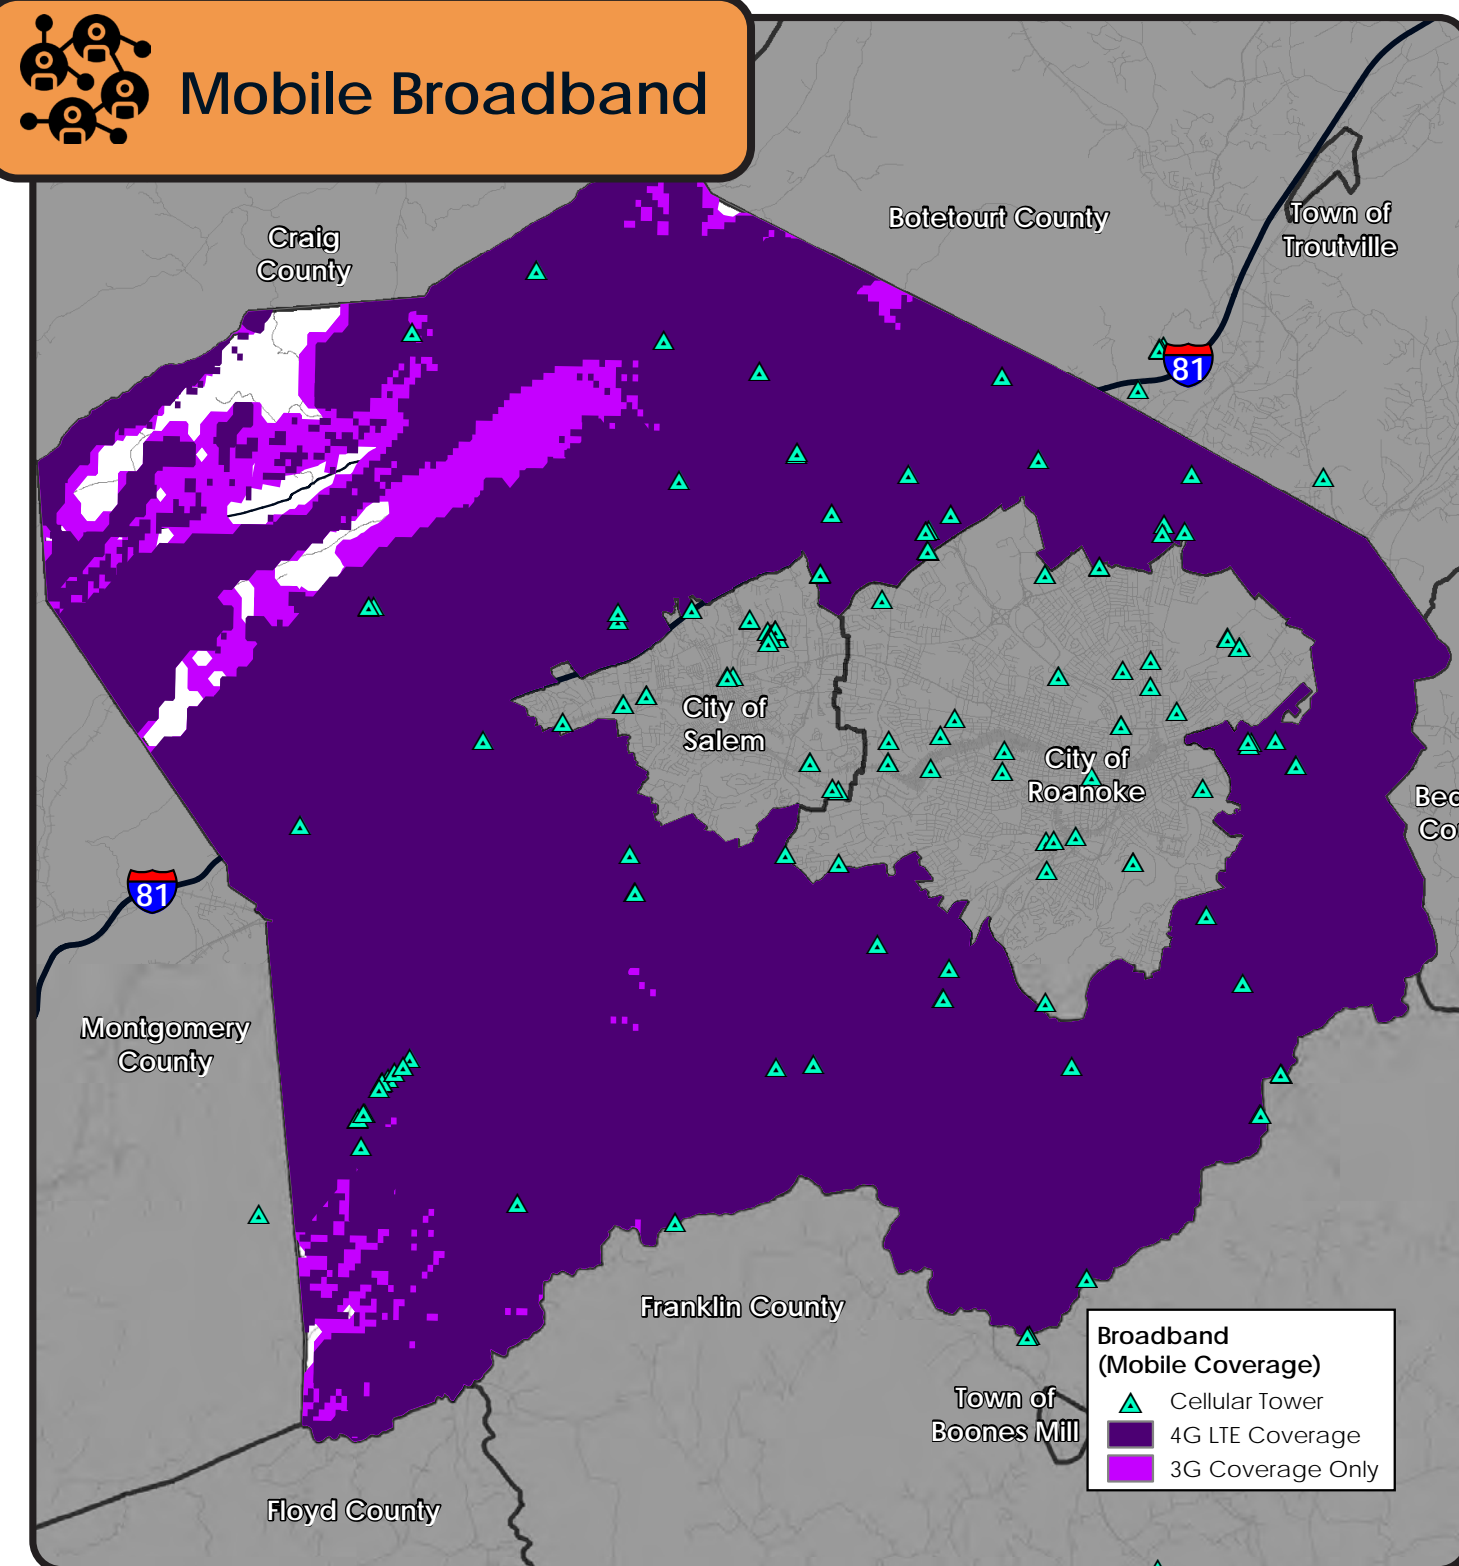 Mobile Broadband
Craig
County
Botetourt County
Town of
Troutville
81
City of
Salem
City of
Roanoke
Bed
Co
81
Montgomery
County
Franklin County
Town of
Boones Mill
Floyd County
Broadband
(Mobile Coverage)
Cellular Tower
4G LTE Coverage
3G Coverage Only